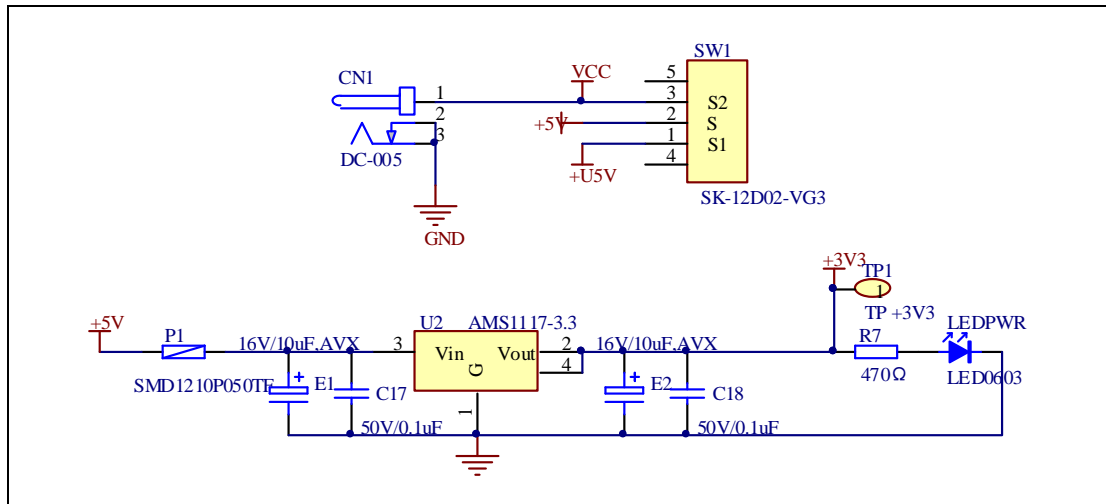 SW1
CN1
VCC
1
5
3
S2
2
+5V
2
S
3
1
S1
DC-005
4
+U5V
SK-12D02-VG3
GND
+3V3
TP1
1
TP +3V3
+5V
P1
U2
AMS1117-3.3
R7
LEDPWR
16V/10uF,AVX
3
Vin
Vout
2
16V/10uF,AVX
4
G
470Ω
LED0603
SMD1210P050TF
E1
C17
E2
C18
1
50V/0.1uF
50V/0.1uF